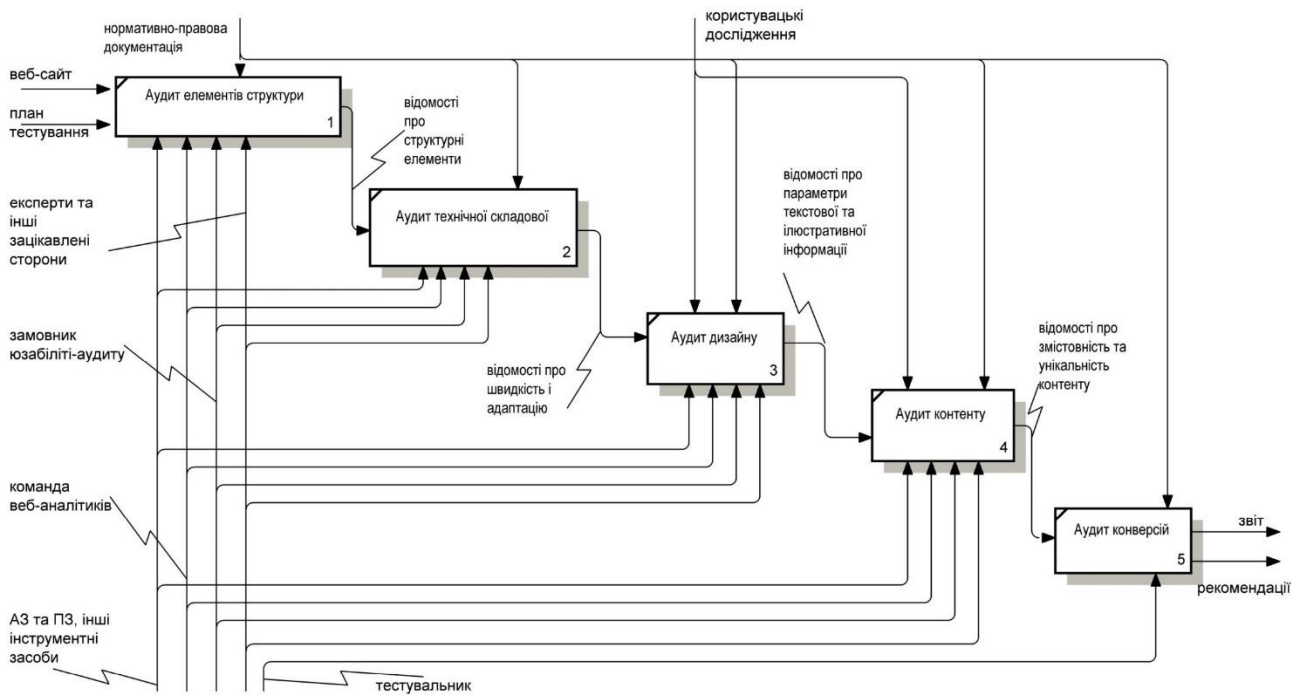 нормативно-правова
документація
користувацькі
дослідження
веб-сайт
план
тестування
Аудит елементів структури
1
відомості
про
структурні
елементи
експерти та
інші
зацікавлені
сторони
Аудит технічної складової
2
відомості про
параметри
текстової та
ілюстративної
інформації
замовник
юзабіліті-аудиту
відомості про
швидкість і
адаптацію
Аудит дизайну
3
відомості про
змістовність та
унікальність
контенту
Аудит контенту
4
команда
веб-аналітиків
Аудит конверсій
5
звіт
рекомендації
АЗ та ПЗ, інші
інструментні
засоби
тестувальник